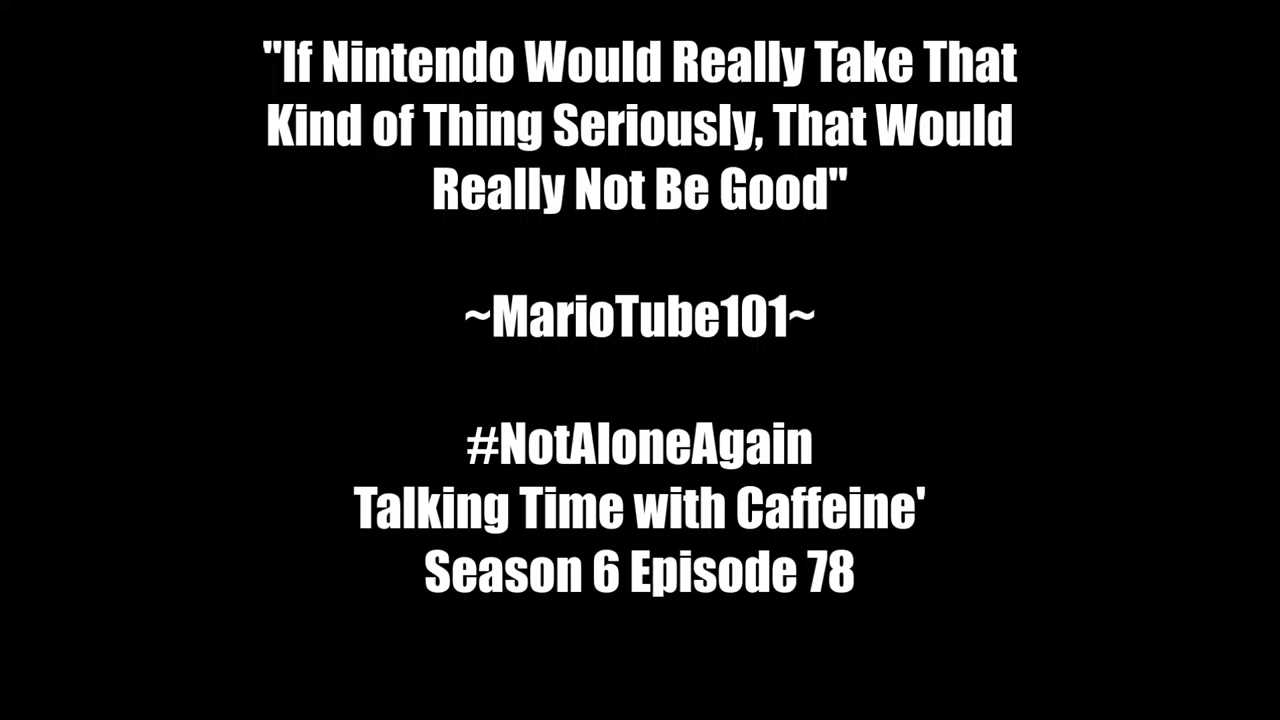 "If Nintendo Would Really Take That
Kind of Thing Seriously, That Would
Really Not Be Good"
~MarioTube101~
#NotAloneAgain
Talking Time with Caffeine'
Season 6 Episode 78